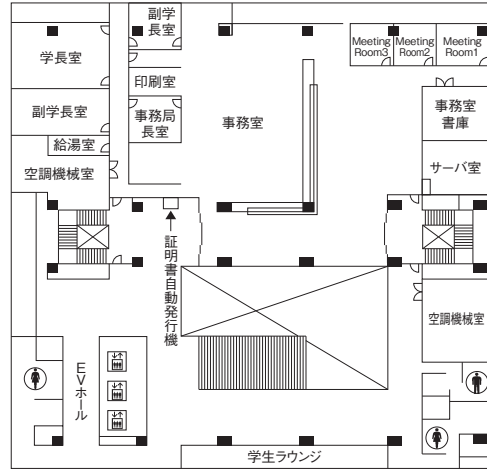 副学
長室
学長室
Meeting
Room3
Meeting
Room2
Meeting
Room1
印刷室
副学長室
事務局
長室
事務室
事務室
書庫
給湯室
空調機械室
サーバ室
証明書自動発行機
空調機械室
EVホール
学生ラウンジ